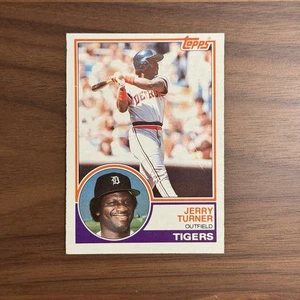 Topps
DETROIT
D
JERRY
TURNER
OUTFIELD
TIGERS